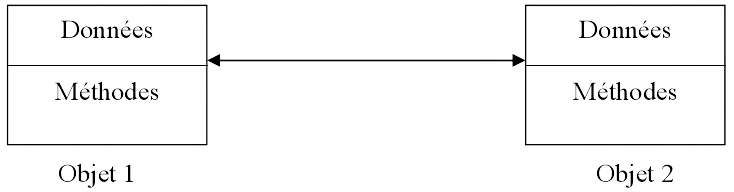 Données
Données
Méthodes
Méthodes
Objet 1
Objet 2